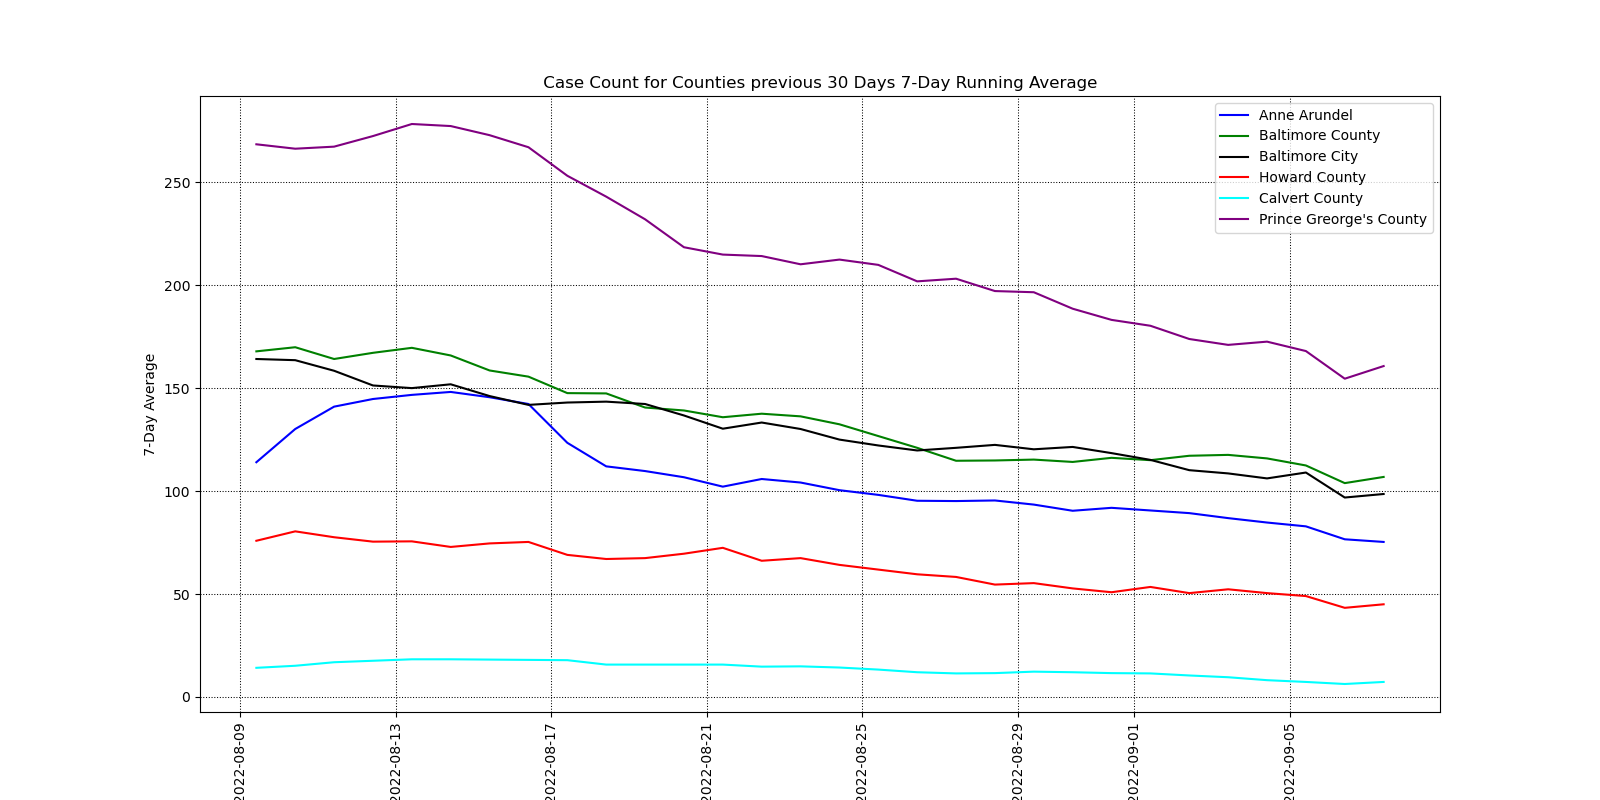 Case Count for Counties previous 30 Days 7-Day Running Average
Anne Arundel
Baltimore County
Baltimore City
Howard County
Calvert County
Prince Greorge's County
7-Day Average
250
200
150
100
50
0
2022-08-09
2022-08-13
2022-08-17
2022-08-21
2022-08-25
2022-08-29
2022-09-01
2022-09-05